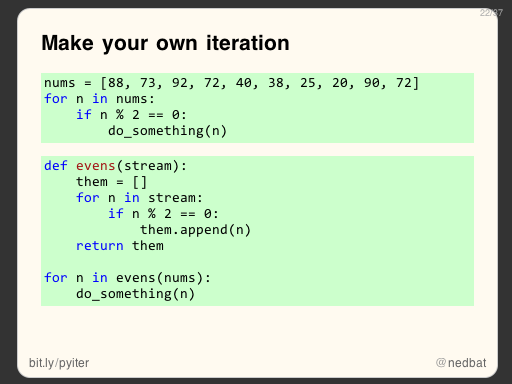 22/97
Make your own iteration
nums = [88, 73, 92, 72, 40, 38, 25, 20, 90, 72]
for n in nums:
    if n % 2 == 0:
        do_something(n)
def evens(stream):
    them = []
    for n in stream:
        if n % 2 == 0:
            them.append(n)
    return them
for n in evens(nums):
    do_something(n)
bit.ly/pyiter
@nedbat